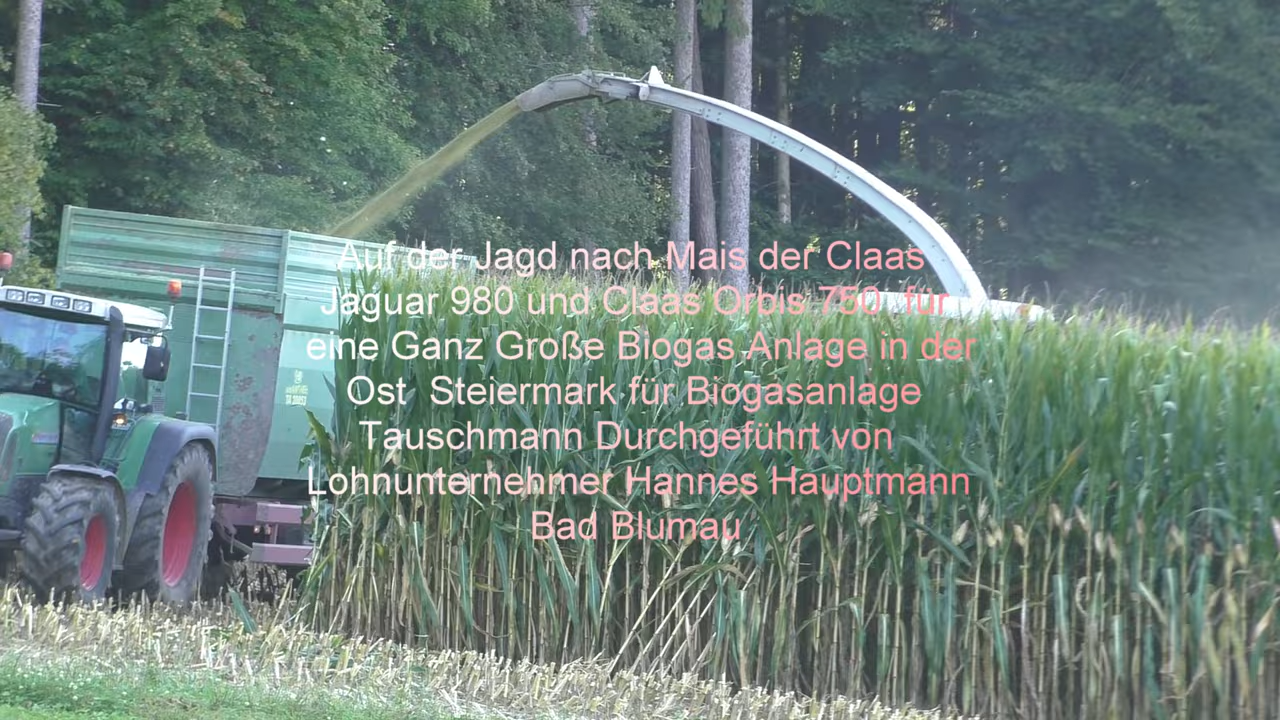 Auf der Jagd nach Mais der Claas
Jaguar 980 und Claas Orbis 750 für
eine Ganz Große Biogas Anlage in der
Ost Steiermark für Biogasanlage
Tauschmann Durchgeführt von
Lohnunternehmer Hannes Hauptmann
Bad Blumau